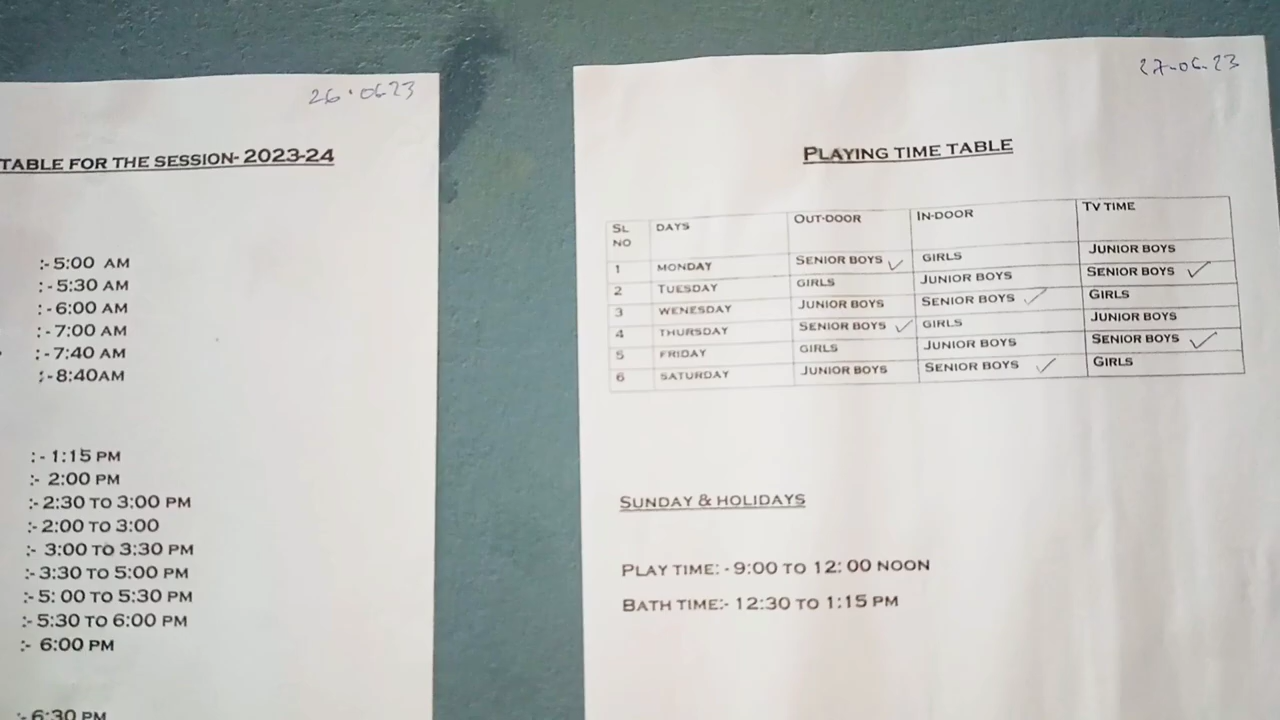 26.0623
TABLE FOR THE SESSION- 2023-24
:- 5:00 AM
:- 5:30 AM
:- 6:00 AM
:- 7:00 AM
:- 7:40 AM
:- 8:40AM
:- 1:15 PM
:- 2:00 PM
:- 2:30 TO 3:00 PM
:- 2:00 TO 3:00
:- 3:00 TO 3:30 PM
:- 3:30 TO 5:00 PM
:- 5: 00 TO 5:30 PM
:- 5:30 TO 6:00 PM
:- 6:00 PM
:- 6:30 PM
27-06-23
PLAYING TIME TABLE
SL NO DAYS OUT-DOOR IN-DOOR TV TIME
1 MONDAY SENIOR BOYS ✓ GIRLS JUNIOR BOYS
2 TUESDAY GIRLS JUNIOR BOYS SENIOR BOYS ✓
3 WENESDAY JUNIOR BOYS SENIOR BOYS ✓ GIRLS
4 THURSDAY SENIOR BOYS ✓ GIRLS JUNIOR BOYS
5 FRIDAY GIRLS JUNIOR BOYS SENIOR BOYS ✓
6 SATURDAY JUNIOR BOYS SENIOR BOYS ✓ GIRLS
SUNDAY & HOLIDAYS
PLAY TIME: - 9:00 TO 12: 00 NOON
BATH TIME:- 12:30 TO 1:15 PM